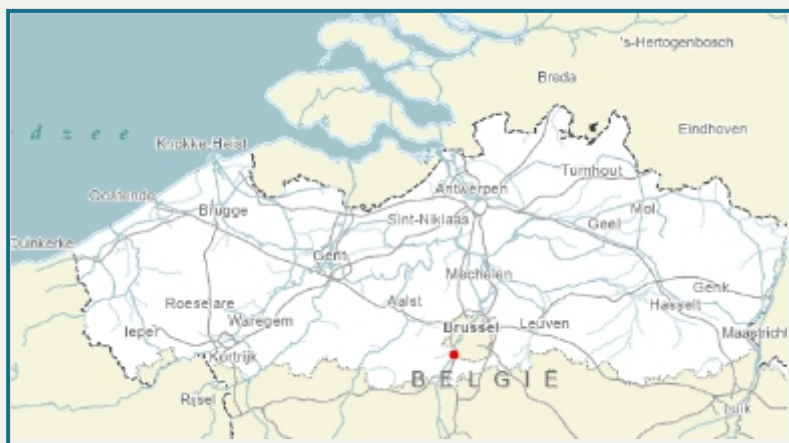 's-Hertogenbosch
Breda
d z e e
Eindhoven
Knokke-Heist
Turnhout
Antwerpen
Oostende
Mol
Brugge
Sint-Niklaas
Geel
Duinkerke
Gent
Mechelen
Genk
Roeselare
Aalst
Hasselt
Waregem
Brussel
Leuven
Ieper
Maastricht
Kortrijk
BELGIË
Rijsel
Luik